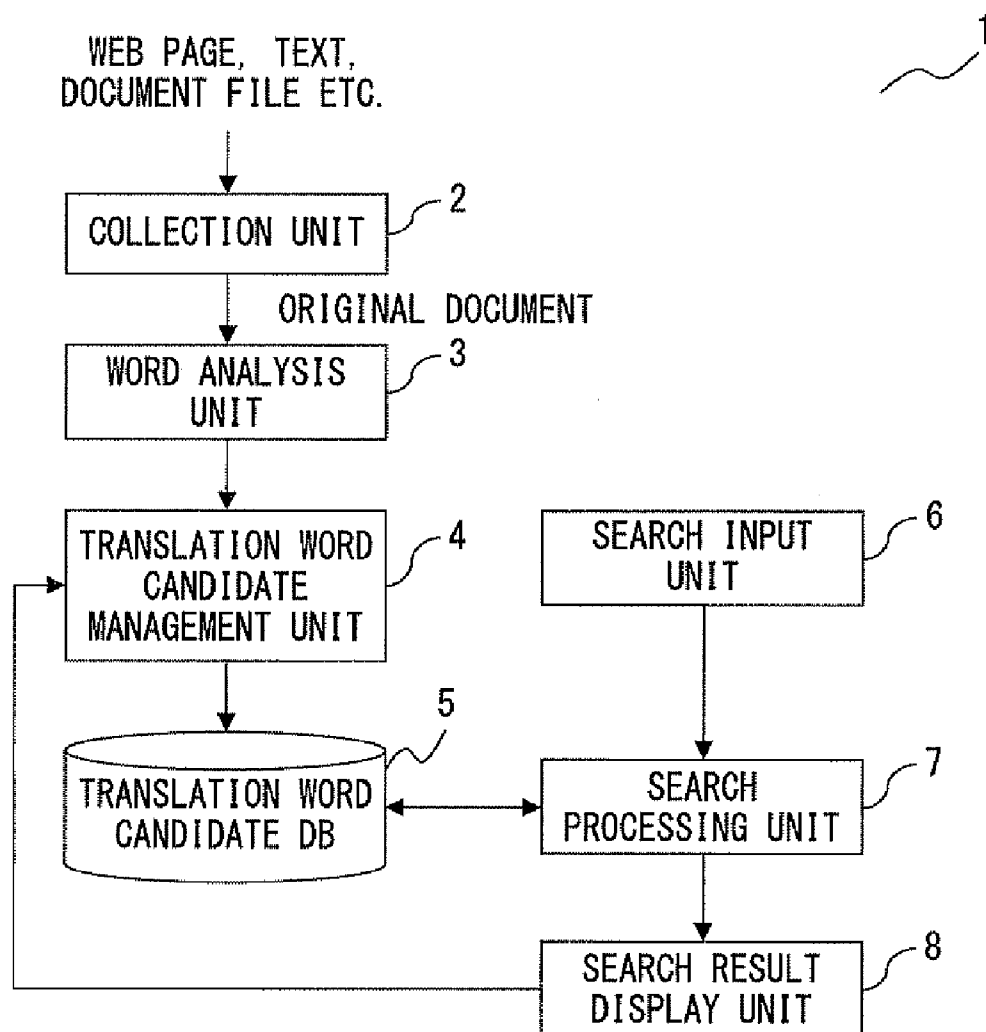 1
WEB PAGE, TEXT,
DOCUMENT FILE ETC.
2
COLLECTION UNIT
ORIGINAL DOCUMENT
3
WORD ANALYSIS
UNIT
4
TRANSLATION WORD
CANDIDATE
MANAGEMENT UNIT
6
SEARCH INPUT
UNIT
5
TRANSLATION WORD
CANDIDATE DB
7
SEARCH
PROCESSING UNIT
8
SEARCH RESULT
DISPLAY UNIT